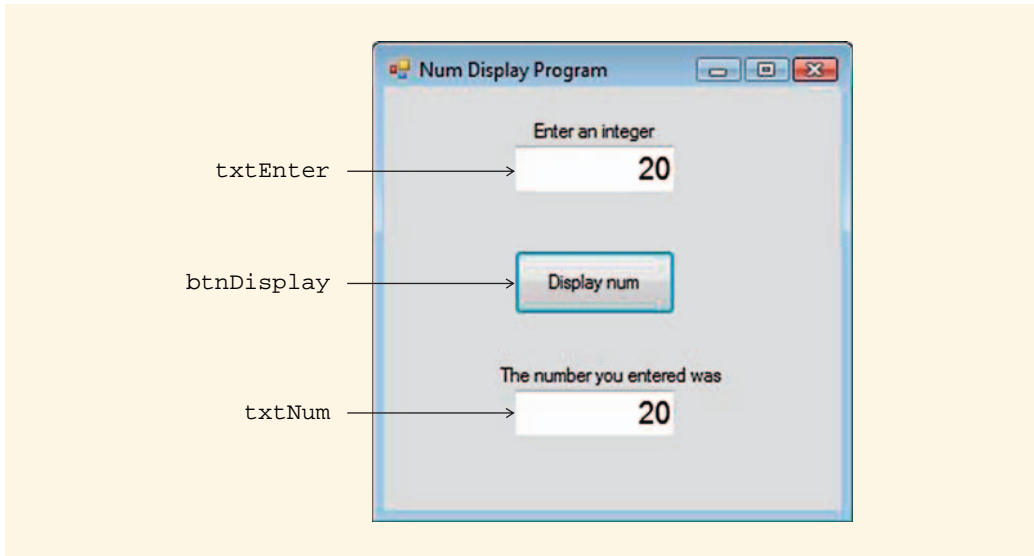 Num Display Program
Enter an integer
txtEnter
20
btnDisplay
Display num
The number you entered was
txtNum
20